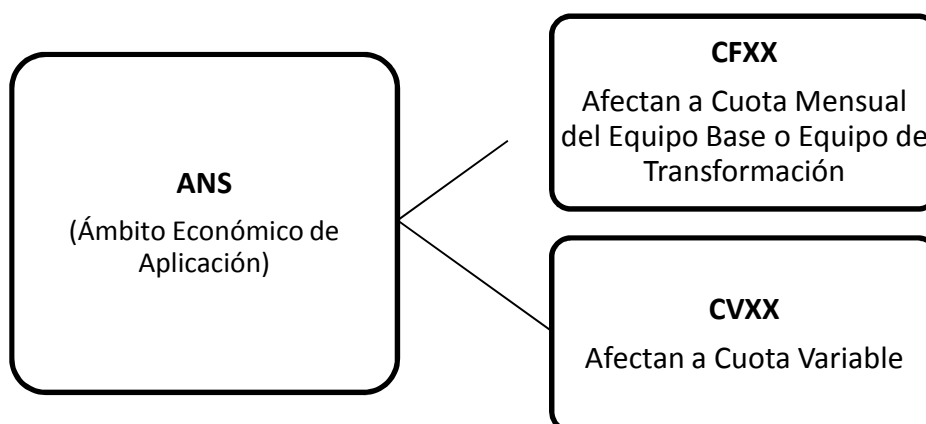 ANS
(Ámbito Económico de
Aplicación)
CFXX
Afectan a Cuota Mensual
del Equipo Base o Equipo de
Transformación
CVXX
Afectan a Cuota Variable